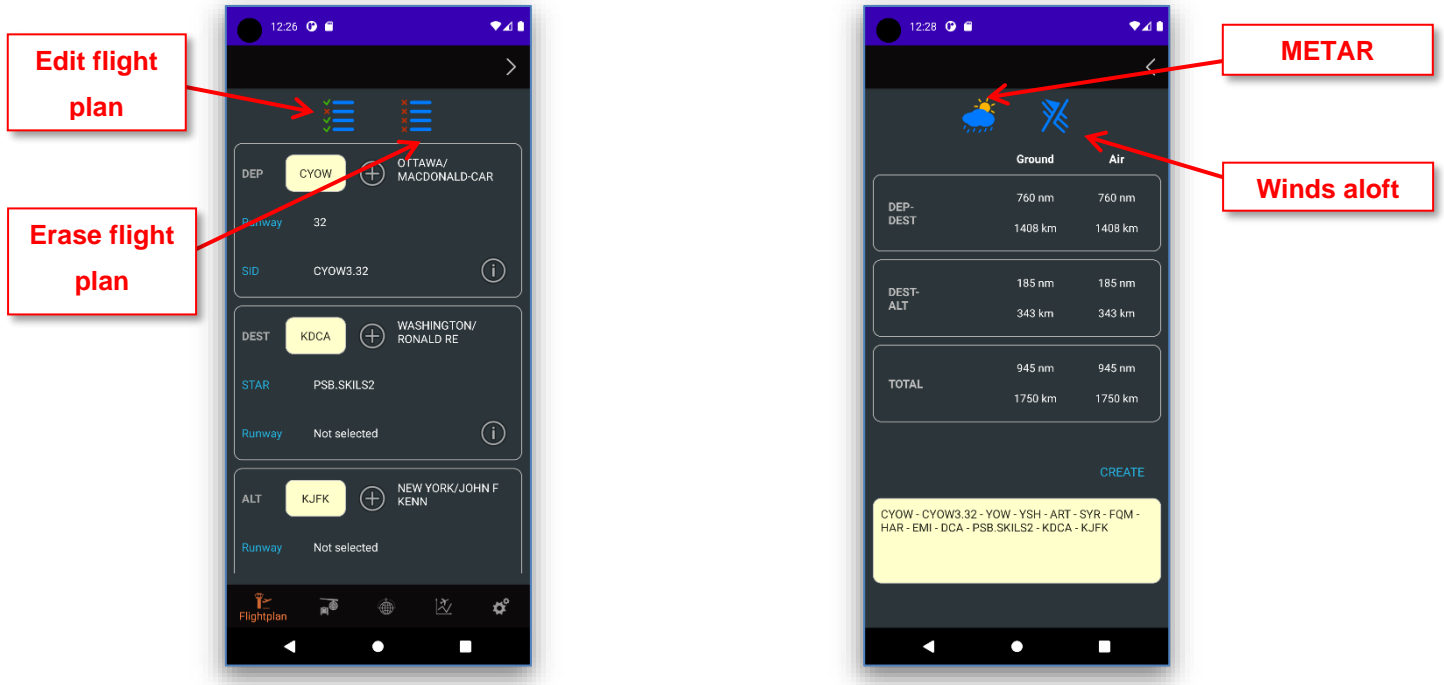 Edit flight
plan
Erase flight
plan
12:26
DEP
CYOW
OTTAWA/
MACDONALD-CAR
Runway
32
SID
CYOW3.32
DEST
KDCA
WASHINGTON/
RONALD RE
STAR
PSB.SKILS2
Runway
Not selected
ALT
KJFK
NEW YORK/JOHN F
KENN
Runway
Not selected
Flightplan
12:28
METAR
Winds aloft
Ground Air
DEP-
DEST
760 nm 760 nm
1408 km 1408 km
DEST-
ALT
185 nm 185 nm
343 km 343 km
TOTAL
945 nm 945 nm
1750 km 1750 km
CREATE
CYOW - CYOW3.32 - YOW - YSH - ART - SYR - FQM -
HAR - EMI - DCA - PSB.SKILS2 - KDCA - KJFK